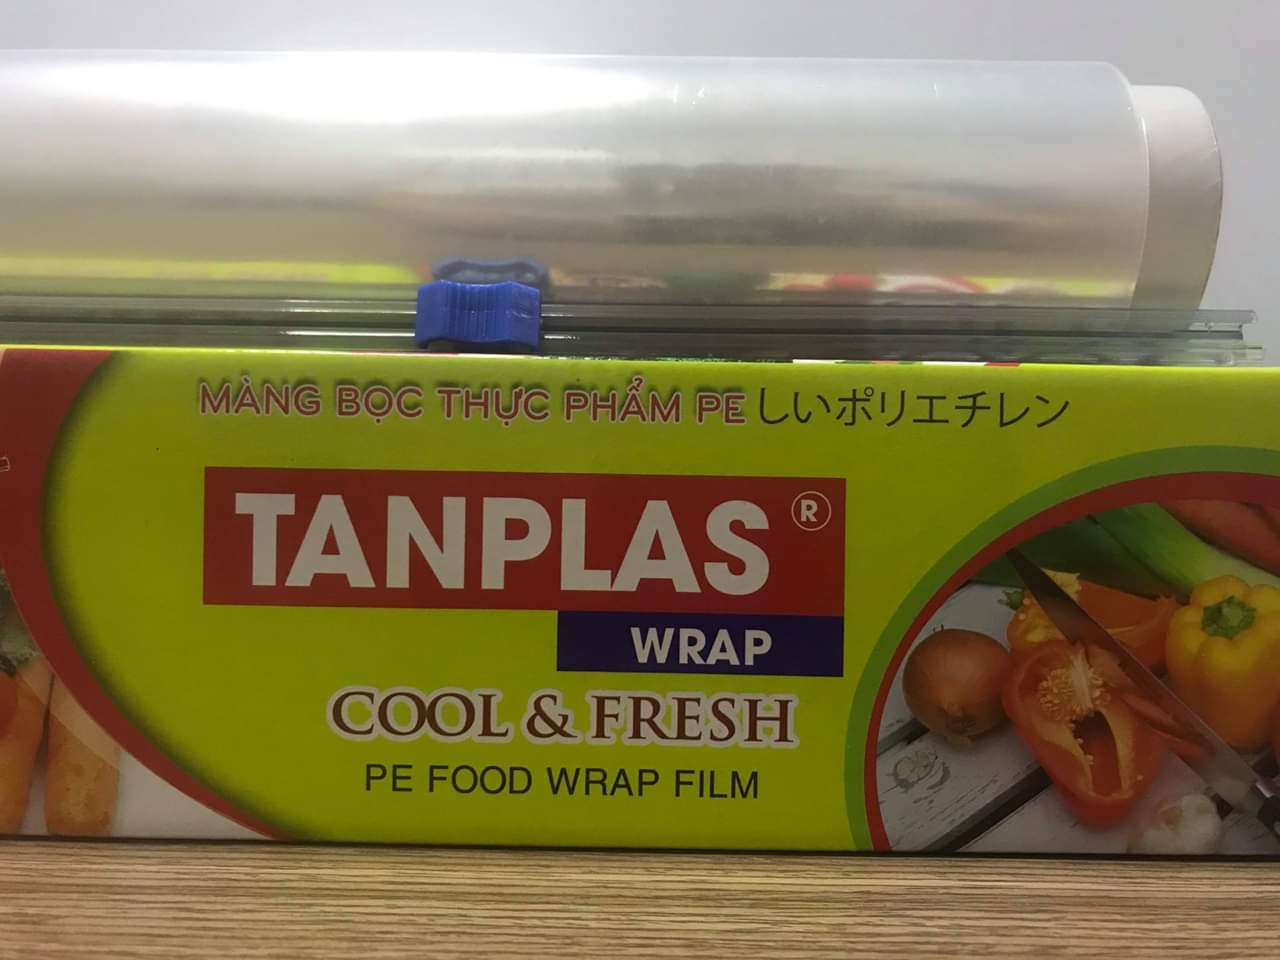 MÀNG BỌC THỰC PHẨM PE しいポリエチレン
TANPLAS ®
WRAP
COOL & FRESH
PE FOOD WRAP FILM